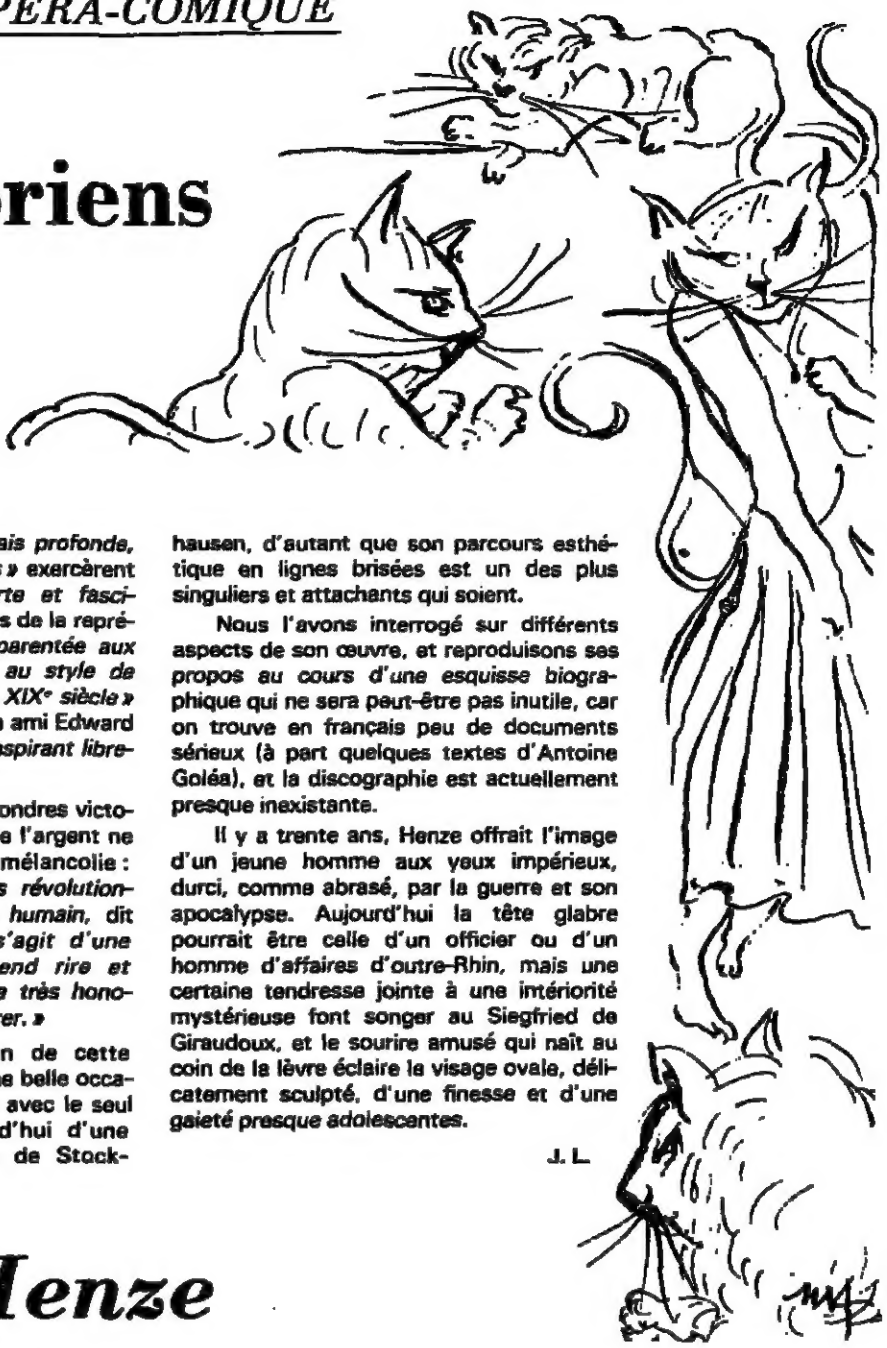 PÉRA-COMIQUE
riens
ais profonde,
s » exercèrent
rte et fasci-
s de la repré-
parentée aux
au style de
XIXe siècle »
n ami Edward
nspirant libre-
ondres victo-
e l'argent ne
mélancolie :
s révolution-
humain, dit
s'agit d'une
end rire et
e très hono-
rer. »
n de cette
ne belle occa-
avec le seul
d'hui d'une
de Stock-
hausen, d'autant que son parcours esthé-
tique en lignes brisées est un des plus
singuliers et attachants qui soient.
Nous l'avons interrogé sur différents
aspects de son œuvre, et reproduisons ses
propos au cours d'une esquisse biogra-
phique qui ne sera peut-être pas inutile, car
on trouve en français peu de documents
sérieux (à part quelques textes d'Antoine
Goléa), et la discographie est actuellement
presque inexistante.
Il y a trente ans, Henze offrait l'image
d'un jeune homme aux yeux impérieux,
durci, comme abrasé, par la guerre et son
apocalypse. Aujourd'hui la tête glabre
pourrait être celle d'un officier ou d'un
homme d'affaires d'outre-Rhin, mais une
certaine tendresse jointe à une intériorité
mystérieuse font songer au Siegfried de
Giraudoux, et le sourire amusé qui naît au
coin de la lèvre éclaire le visage ovale, déli-
catement sculpté, d'une finesse et d'une
gaieté presque adolescentes.
J. L.
Henze